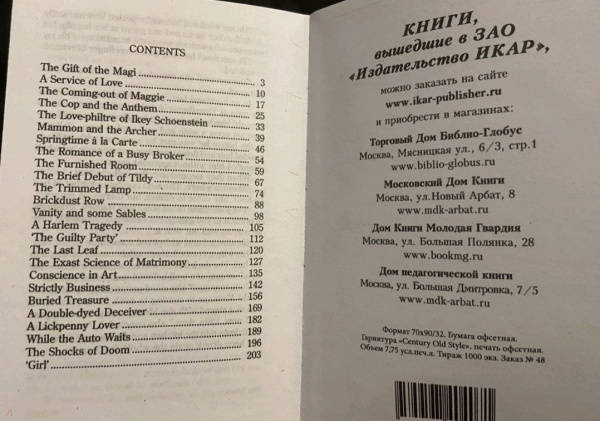 CONTENTS
The Gift of the Magi 3
A Service of Love 10
The Coming-out of Maggie 17
The Cop and the Anthem 25
The Love-philtre of Ikey Schoenstein 33
Mammon and the Archer 39
Springtime à la Carte 46
The Romance of a Busy Broker 54
The Furnished Room 59
The Brief Debut of Tildy 67
The Trimmed Lamp 74
Brickdust Row 88
Vanity and some Sables 98
A Harlem Tragedy 105
'The Guilty Party' 112
The Last Leaf 120
The Exast Science of Matrimony 127
Conscience in Art 135
Strictly Business 142
Buried Treasure 156
A Double-dyed Deceiver 169
A Lickpenny Lover 182
While the Auto Waits 189
The Shocks of Doom 196
'Girl' 203
КНИГИ,
вышедшие в ЗАО
«Издательство ИКАР»,
можно заказать на сайте
www.ikar-publisher.ru
и приобрести в магазинах:
Торговый Дом Библио-Глобус
Москва, Мясницкая ул., 6/3, стр.1
www.biblio-globus.ru
Московский Дом Книги
Москва, ул.Новый Арбат, 8
www.mdk-arbat.ru
Дом Книги Молодая Гвардия
Москва, ул. Большая Полянка, 28
www.bookmg.ru
Дом педагогической книги
Москва, ул. Большая Дмитровка, 7/5
www.mdk-arbat.ru
Формат 70х90/32. Бумага офсетная.
Гарнитура «Century Old Style». печать офсетная.
Объем 7,75 усл.печ.л. Тираж 1000 экз. Заказ № 48